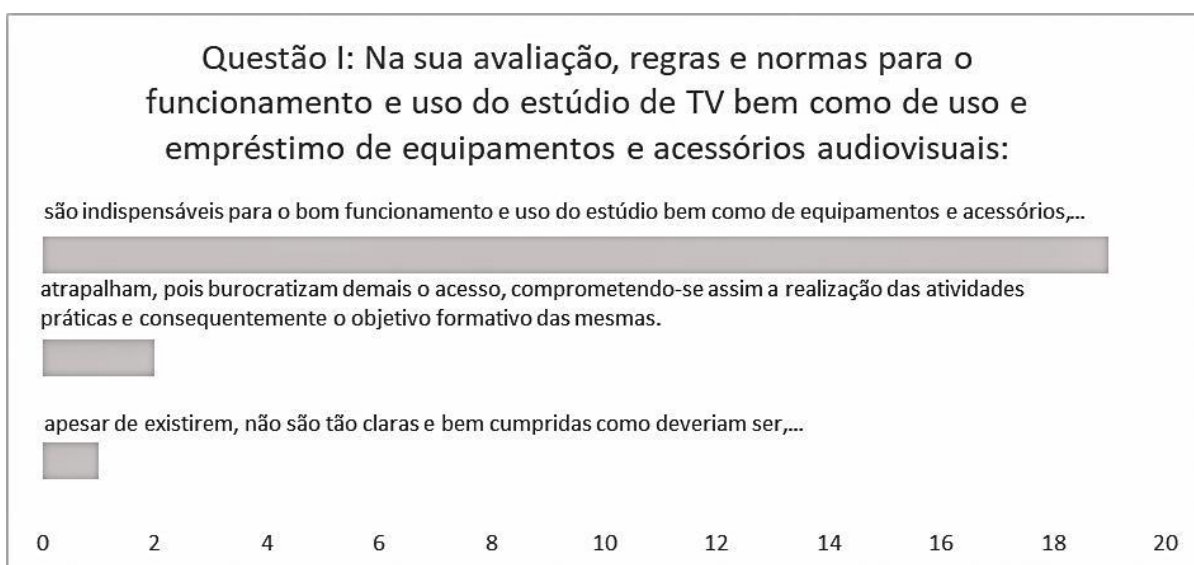 Questão I: Na sua avaliação, regras e normas para o
funcionamento e uso do estúdio de TV bem como de uso e
empréstimo de equipamentos e acessórios audiovisuais:
são indispensáveis para o bom funcionamento e uso do estúdio bem como de equipamentos e acessórios,...
atrapalham, pois burocratizam demais o acesso, comprometendo-se assim a realização das atividades
práticas e consequentemente o objetivo formativo das mesmas.
apesar de existirem, não são tão claras e bem cumpridas como deveriam ser,...
0 2 4 6 8 10 12 14 16 18 20